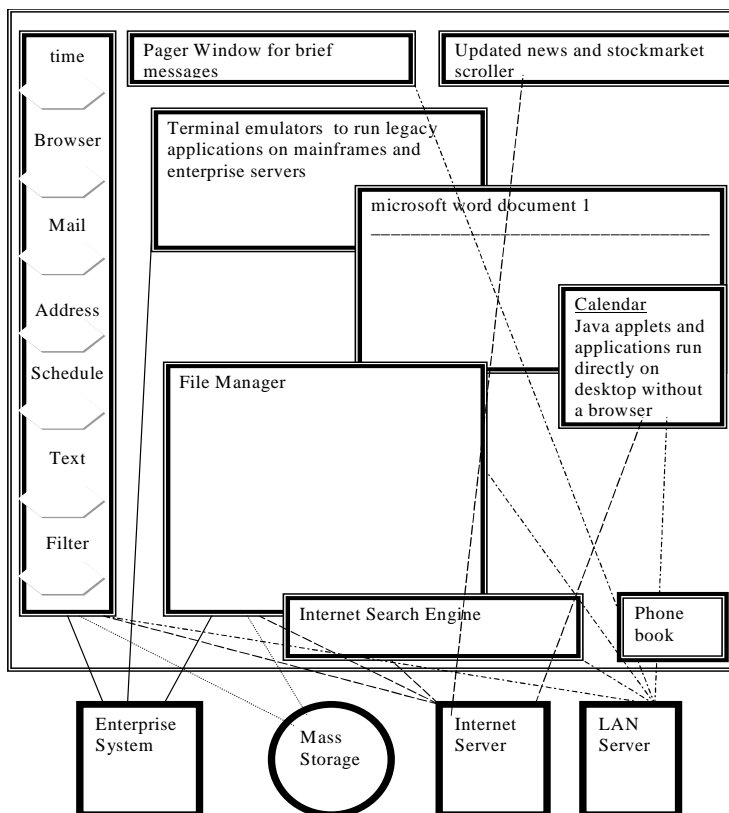 time
Browser
Mail
Address
Schedule
Text
Filter
Pager Window for brief
messages
Updated news and stockmarket
scroller
Terminal emulators  to run legacy
applications on mainframes and
enterprise servers
microsoft word document 1
Calendar
Java applets and
applications run
directly on
desktop without
a browser
File Manager
Internet Search Engine
Phone
book
Enterprise
System
Mass
Storage
Internet
Server
LAN
Server